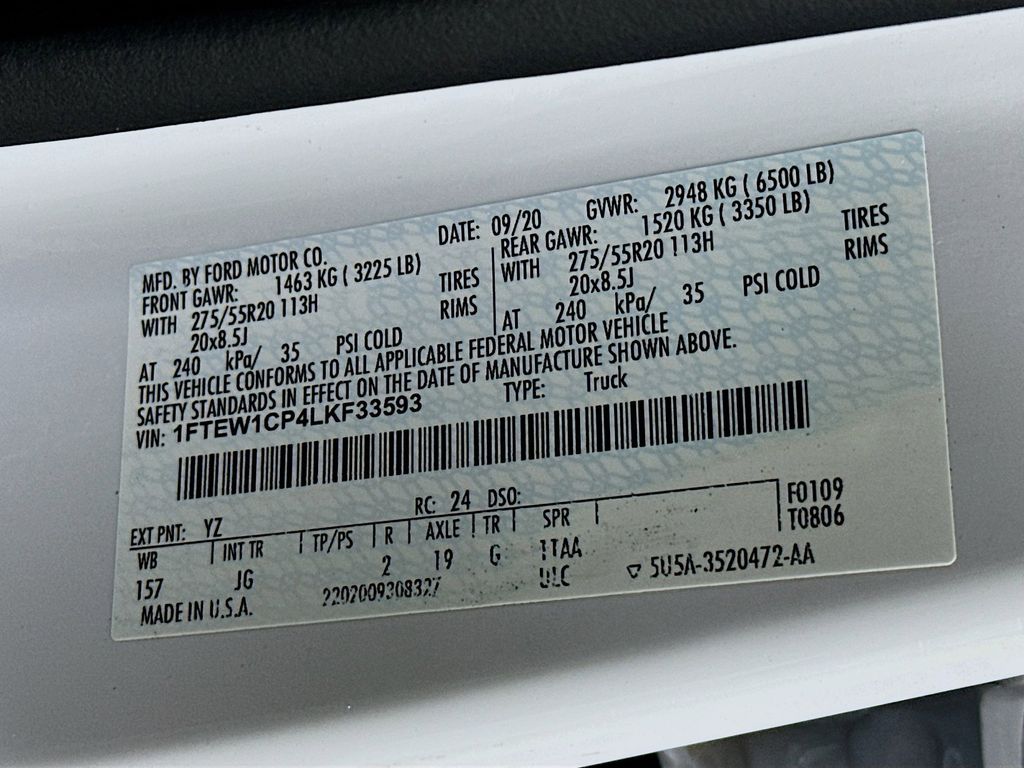 MFD. BY FORD MOTOR CO. DATE: 09/20 GVWR: 2948 KG ( 6500 LB)
FRONT GAWR: 1463 KG ( 3225 LB) REAR GAWR: 1520 KG ( 3350 LB)
WITH 275/55R20 113H TIRES WITH 275/55R20 113H TIRES
20x8.5J RIMS 20x8.5J RIMS
AT 240 kPa/ 35 PSI COLD AT 240 kPa/ 35 PSI COLD
THIS VEHICLE CONFORMS TO ALL APPLICABLE FEDERAL MOTOR VEHICLE
SAFETY STANDARDS IN EFFECT ON THE DATE OF MANUFACTURE SHOWN ABOVE.
VIN: 1FTEW1CP4LKF33593 TYPE: Truck
EXT PNT: YZ RC: 24 DSO: F0109
WB INT TR TP/PS R AXLE TR SPR T0806
157 JG 2 19 G 1TAA
MADE IN U.S.A. 2202009308327 ULC 5U5A-3520472-AA